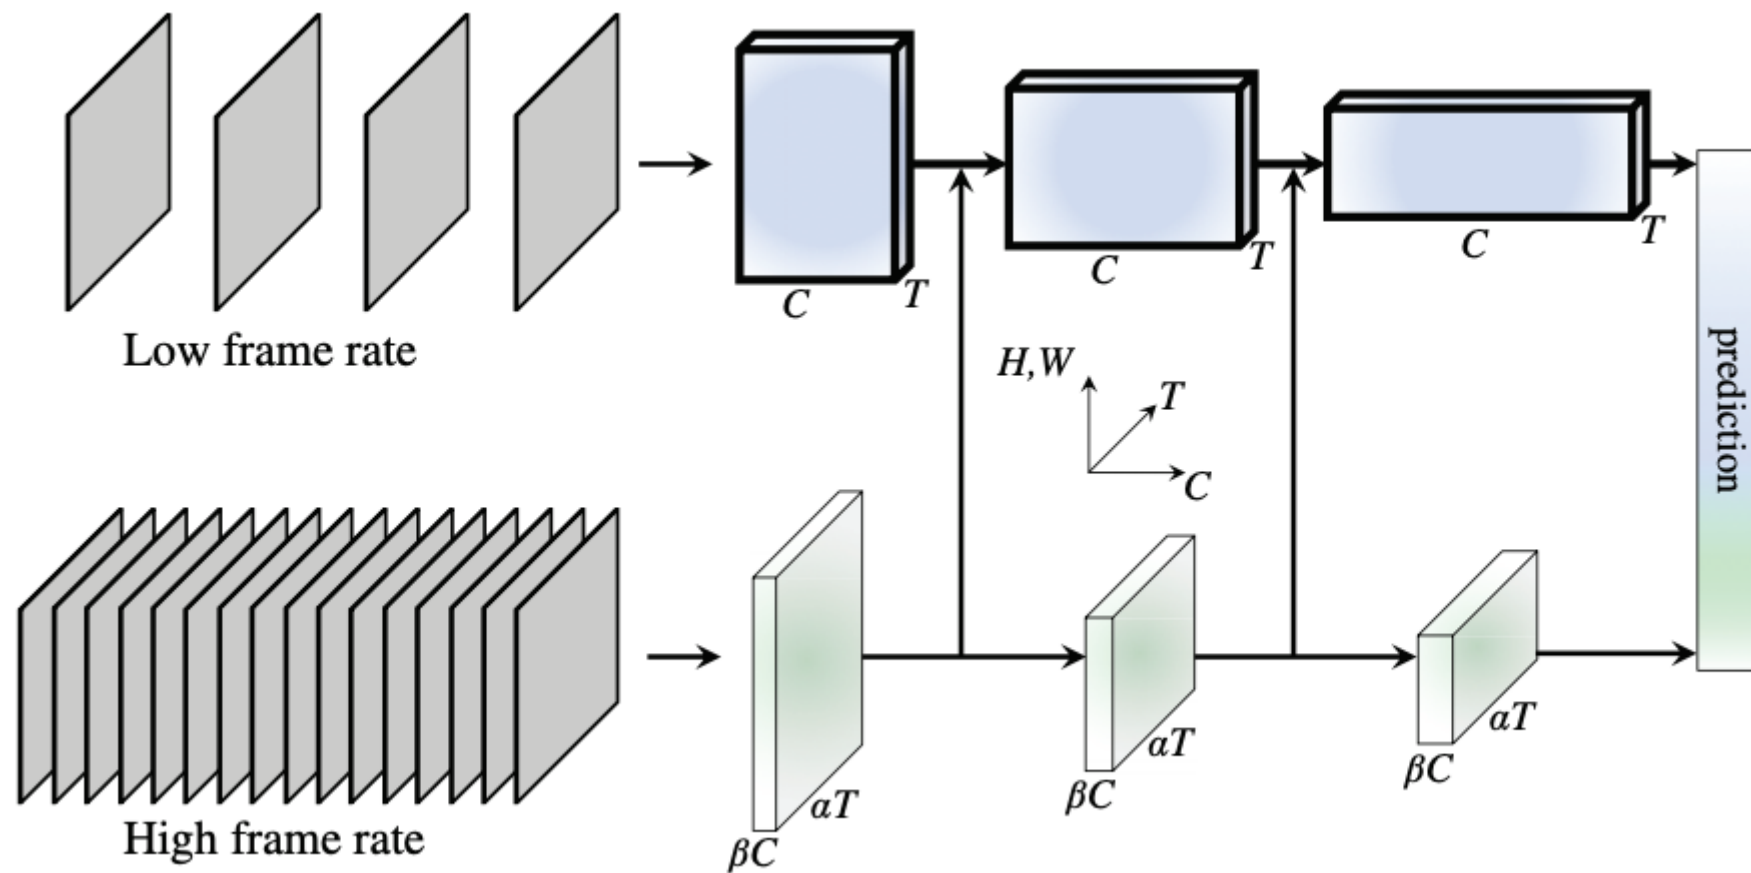 C
T
C
T
C
T
Low frame rate
H,W
T
C
prediction
αT
βC
αT
βC
αT
βC
High frame rate